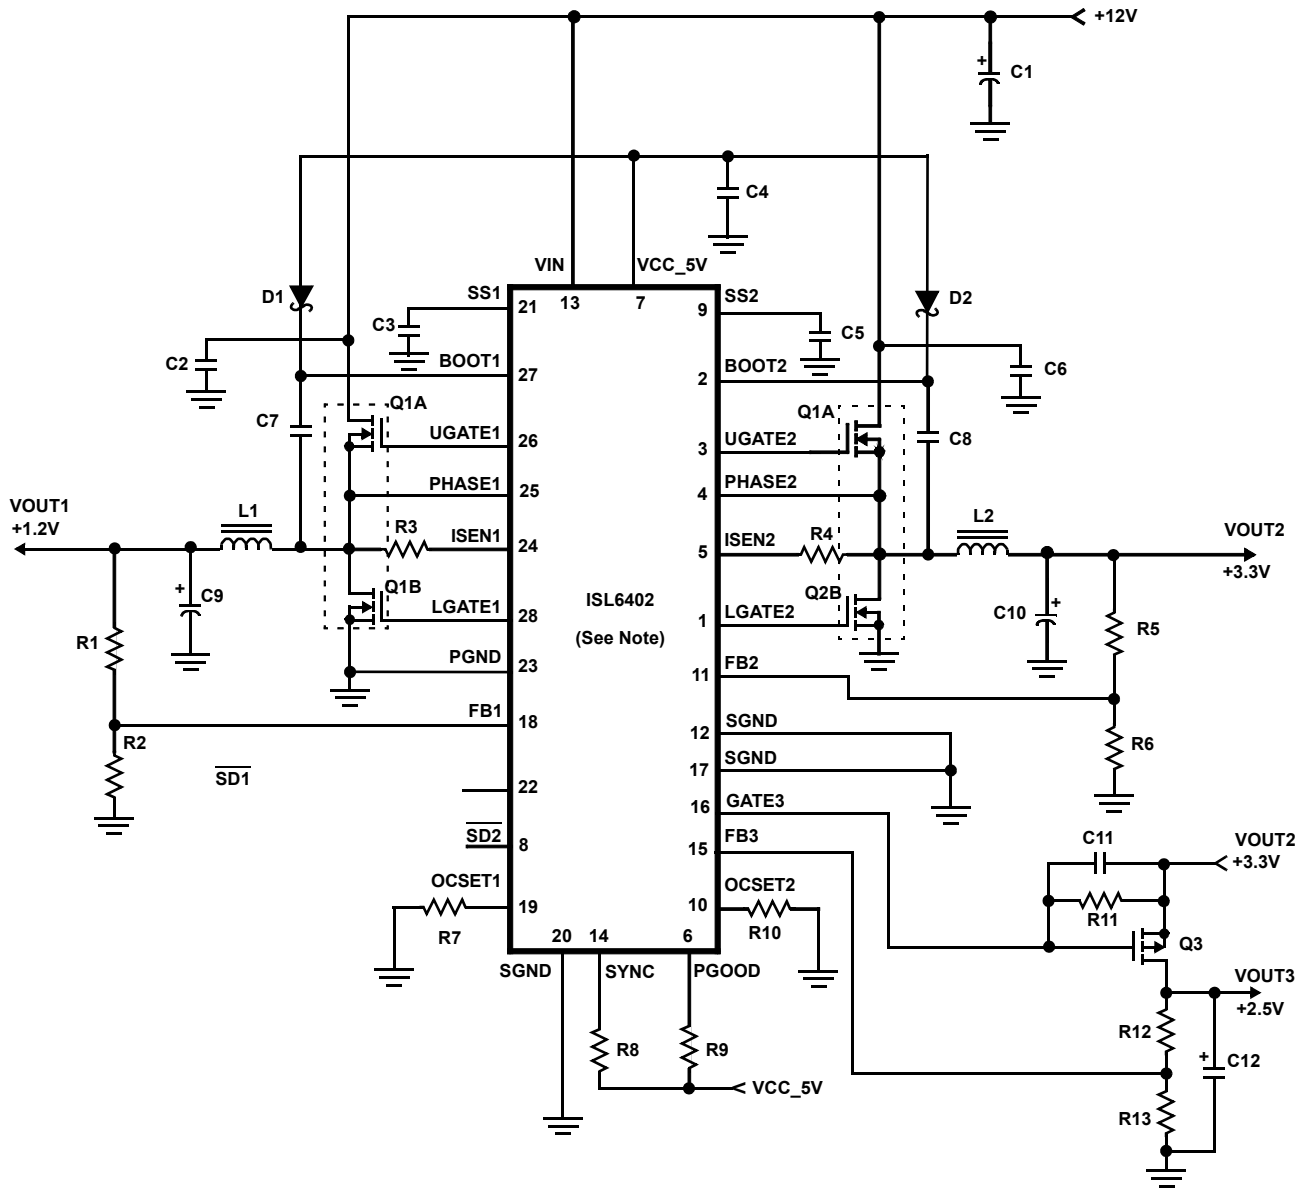 +12V
+
C1
C4
VIN
VCC_5V
13
7
D1
D2
SS1
21
9
SS2
C3
C5
C2
C6
BOOT1
27
2
BOOT2
Q1A
Q1A
C7
C8
UGATE1
26
3
UGATE2
PHASE1
25
4
PHASE2
VOUT1
+1.2V
L1
R3
ISEN1
24
5
ISEN2
R4
L2
VOUT2
+3.3V
+
C9
Q1B
Q2B
LGATE1
28
1
LGATE2
ISL6402
(See Note)
C10
+
R1
R5
PGND
23
11
FB2
FB1
18
12
SGND
R2
R6
SD1
17
SGND
22
16
GATE3
SD2
8
15
FB3
C11
VOUT2
+3.3V
OCSET1
19
10
OCSET2
R7
R10
R11
Q3
20
14
6
SGND
SYNC
PGOOD
VOUT3
+2.5V
R8
R9
R12
+
C12
VCC_5V
R13